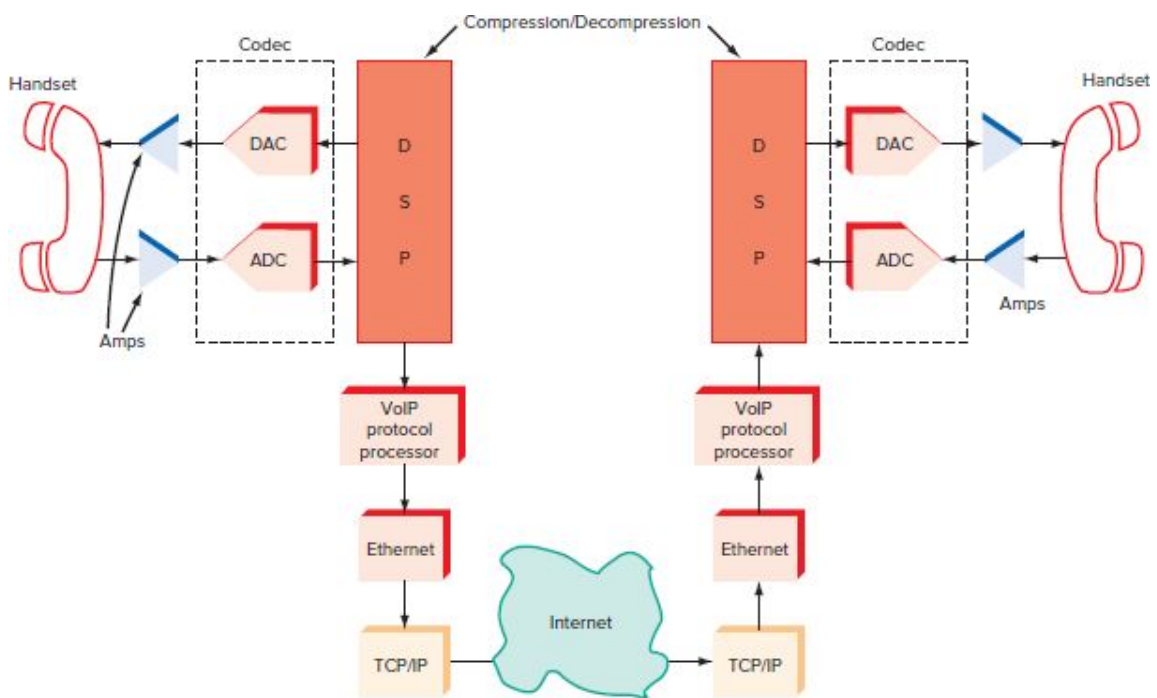 Compression/Decompression
Codec
Codec
Handset
Handset
DAC
D
D
DAC
S
S
ADC
P
P
ADC
Amps
Amps
VoIP
protocol
processor
VoIP
protocol
processor
Ethernet
Ethernet
Internet
TCP/IP
TCP/IP